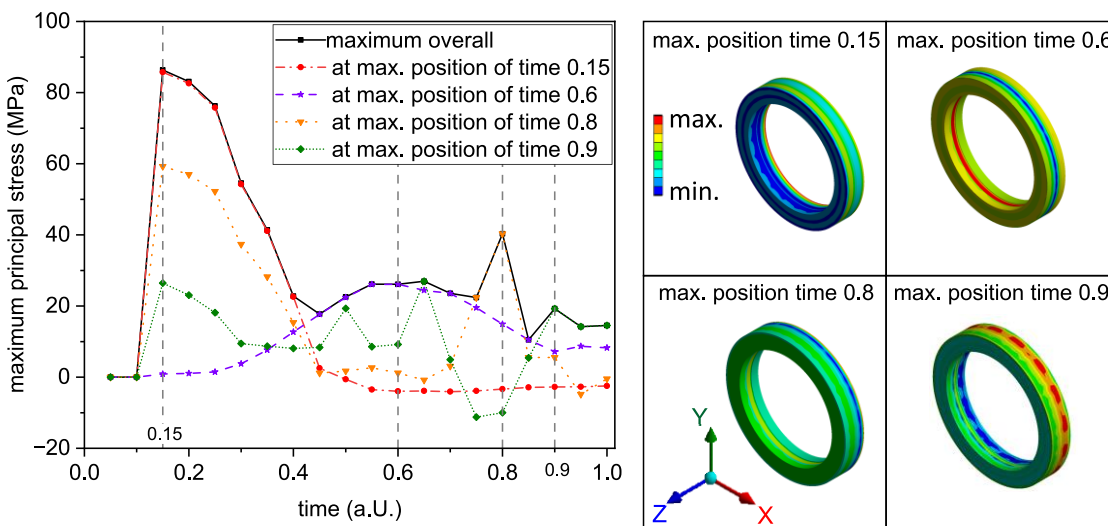 maximum principal stress (MPa)
100
80
60
40
20
0
−20
maximum overall
at max. position of time 0.15
at max. position of time 0.6
at max. position of time 0.8
at max. position of time 0.9
0.15
0.0 0.2 0.4 0.6 0.8 0.9 1.0
time (a.U.)
max. position time 0.15
max.
min.
max. position time 0.6
max. position time 0.8
Y
Z
X
max. position time 0.9